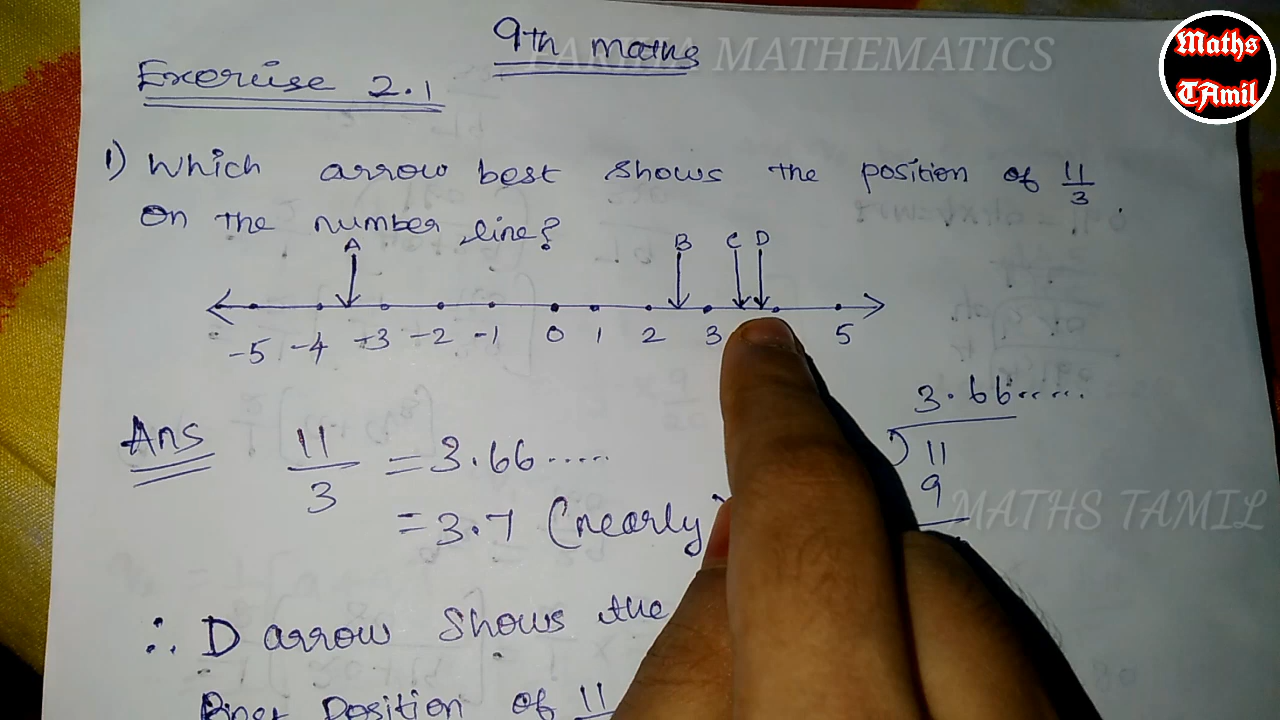 9th maths
TAMILA MATHEMATICS
Maths
TAmil
Exercise 2.1
1) Which arrow best shows the position of 11/3.
on the number line?
A B C D
-5 -4 -3 -2 -1 0 1 2 3 5
Ans 11/3 = 3.66.....
= 3.7 (nearly)
3.66.....
) 11
9
MATHS TAMIL
∴ D arrow shows the
Position of 11